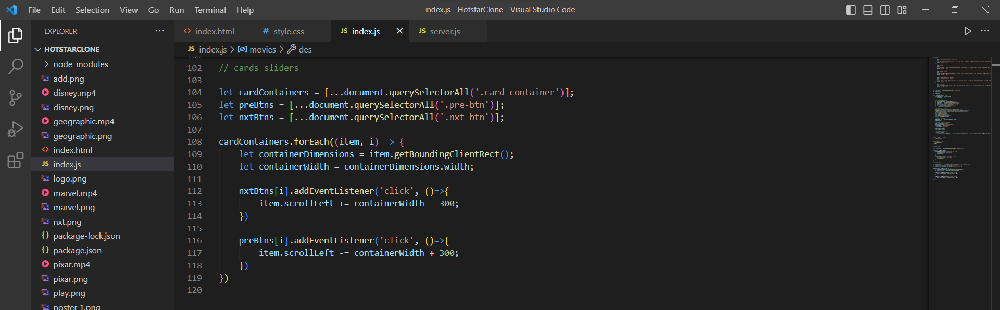 File Edit Selection View Go Run Terminal Help
index.js - HotstarClone - Visual Studio Code
EXPLORER
HOTSTARCLONE
node_modules
add.png
disney.mp4
disney.png
geographic.mp4
geographic.png
index.html
index.js
logo.png
marvel.mp4
marvel.png
nxt.png
package-lock.json
package.json
pixar.mp4
pixar.png
play.png
poster 1.png
index.html
# style.css
JS index.js
JS server.js
JS index.js > movies > des
101
102 // cards sliders
103
104 let cardContainers = [...document.querySelectorAll('.card-container')];
105 let preBtns = [...document.querySelectorAll('.pre-btn')];
106 let nxtBtns = [...document.querySelectorAll('.nxt-btn')];
107
108 cardContainers.forEach((item, i) => {
109 let containerDimensions = item.getBoundingClientRect();
110 let containerWidth = containerDimensions.width;
111
112 nxtBtns[i].addEventListener('click', ()=>{
113 item.scrollLeft += containerWidth - 300;
114 })
115
116 preBtns[i].addEventListener('click', ()=>{
117 item.scrollLeft -= containerWidth + 300;
118 })
119 })
120